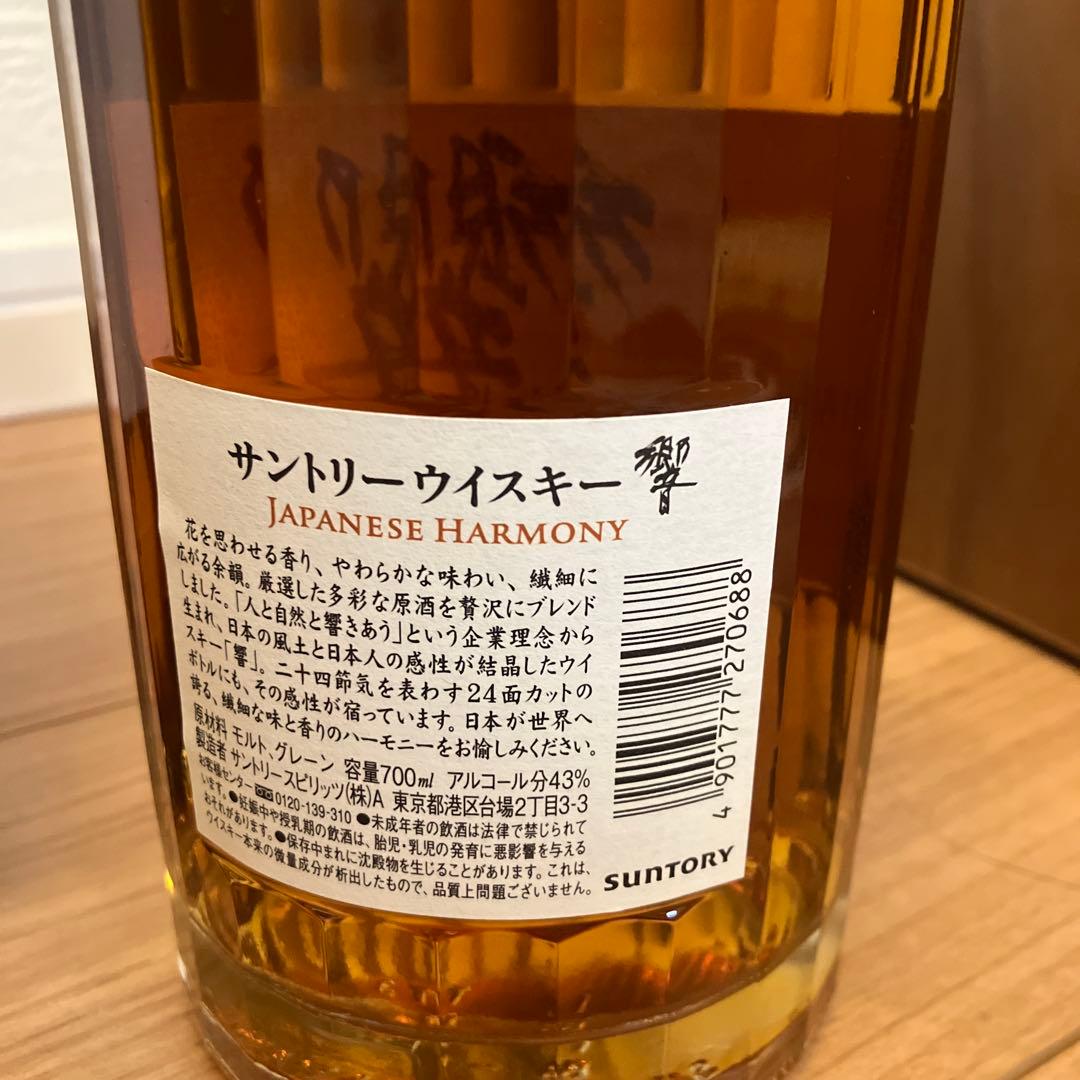 サントリーウイスキー 響
JAPANESE HARMONY
花を思わせる香り、やわらかな味わい、繊細に
広がる余韻。厳選した多彩な原酒を贅沢にブレンド
しました。「人と自然と響きあう」という企業理念から
生まれ、日本の風土と日本人の感性が結晶したウイ
スキー「響」。二十四節気を表わす24面カットの
ボトルにも、その感性が宿っています。日本が世界へ
誇る、繊細な味と香りのハーモニーをお愉しみください。
原材料 モルト、グレーン 容量700ml アルコール分43%
製造者 サントリースピリッツ(株)A 東京都港区台場2丁目3-3
お客様センター 0120-139-310 ●未成年者の飲酒は法律で禁じられて
います。●妊娠中や授乳期の飲酒は、胎児・乳児の発育に悪影響を与える
おそれがあります。●保存中まれに沈殿物を生じることがあります。これは、
ウイスキー本来の微量成分が析出したもので、品質上問題ございません。
4 901777 270688
SUNTORY